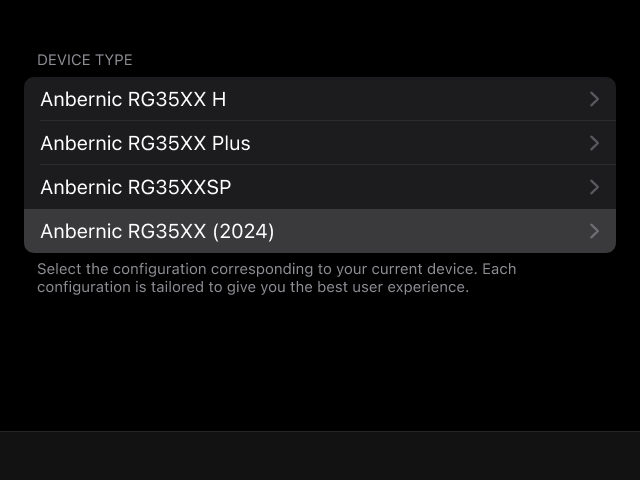 DEVICE TYPE
Anbernic RG35XX H
Anbernic RG35XX Plus
Anbernic RG35XXSP
Anbernic RG35XX (2024)
Select the configuration corresponding to your current device. Each
configuration is tailored to give you the best user experience.